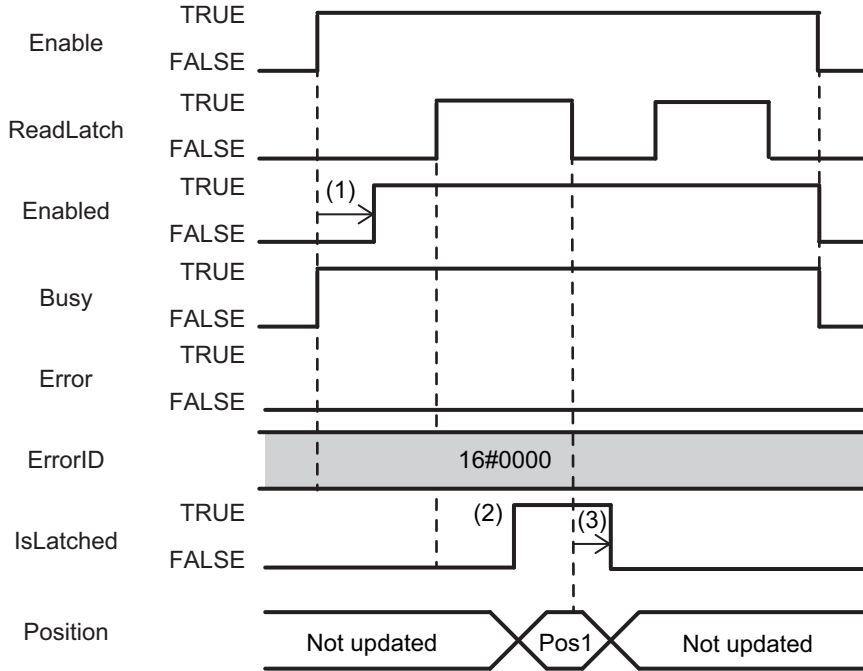 Enable
TRUE
FALSE
ReadLatch
TRUE
FALSE
Enabled
TRUE
(1)
FALSE
Busy
TRUE
FALSE
Error
TRUE
FALSE
ErrorID
16#0000
IsLatched
TRUE
(2)
(3)
FALSE
Position
Not updated
Pos1
Not updated